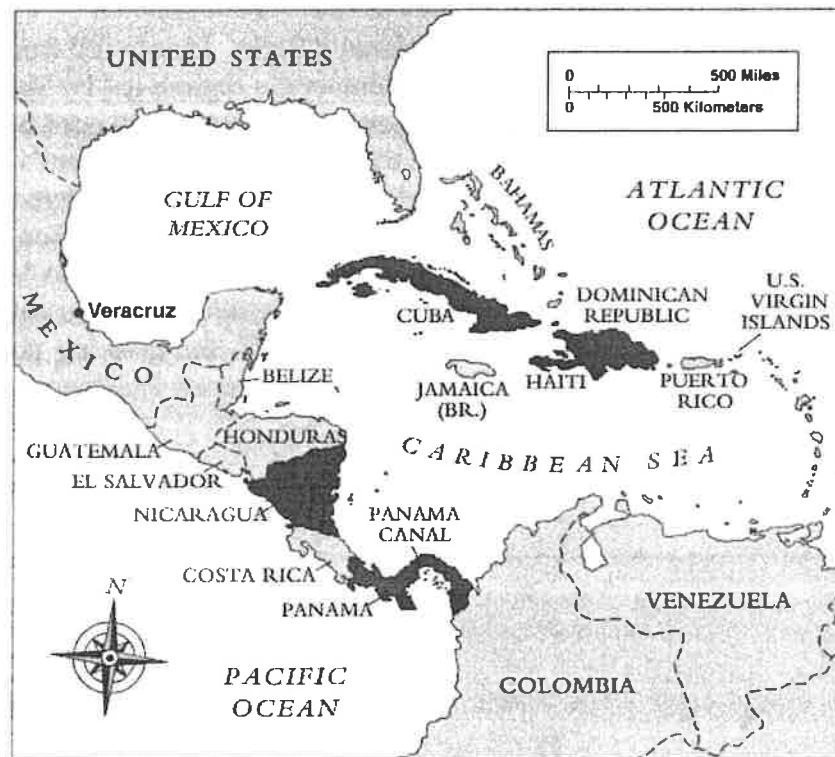 UNITED STATES
0 500 Miles
0 500 Kilometers
GULF OF
MEXICO
BAHAMAS
ATLANTIC
OCEAN
MEXICO
Veracruz
CUBA
DOMINICAN
REPUBLIC
U.S.
VIRGIN
ISLANDS
BELIZE
JAMAICA
(BR.)
HAITI
PUERTO
RICO
GUATEMALA
HONDURAS
CARIBBEAN SEA
EL SALVADOR
NICARAGUA
PANAMA
CANAL
COSTA RICA
PANAMA
VENEZUELA
N
PACIFIC
OCEAN
COLOMBIA